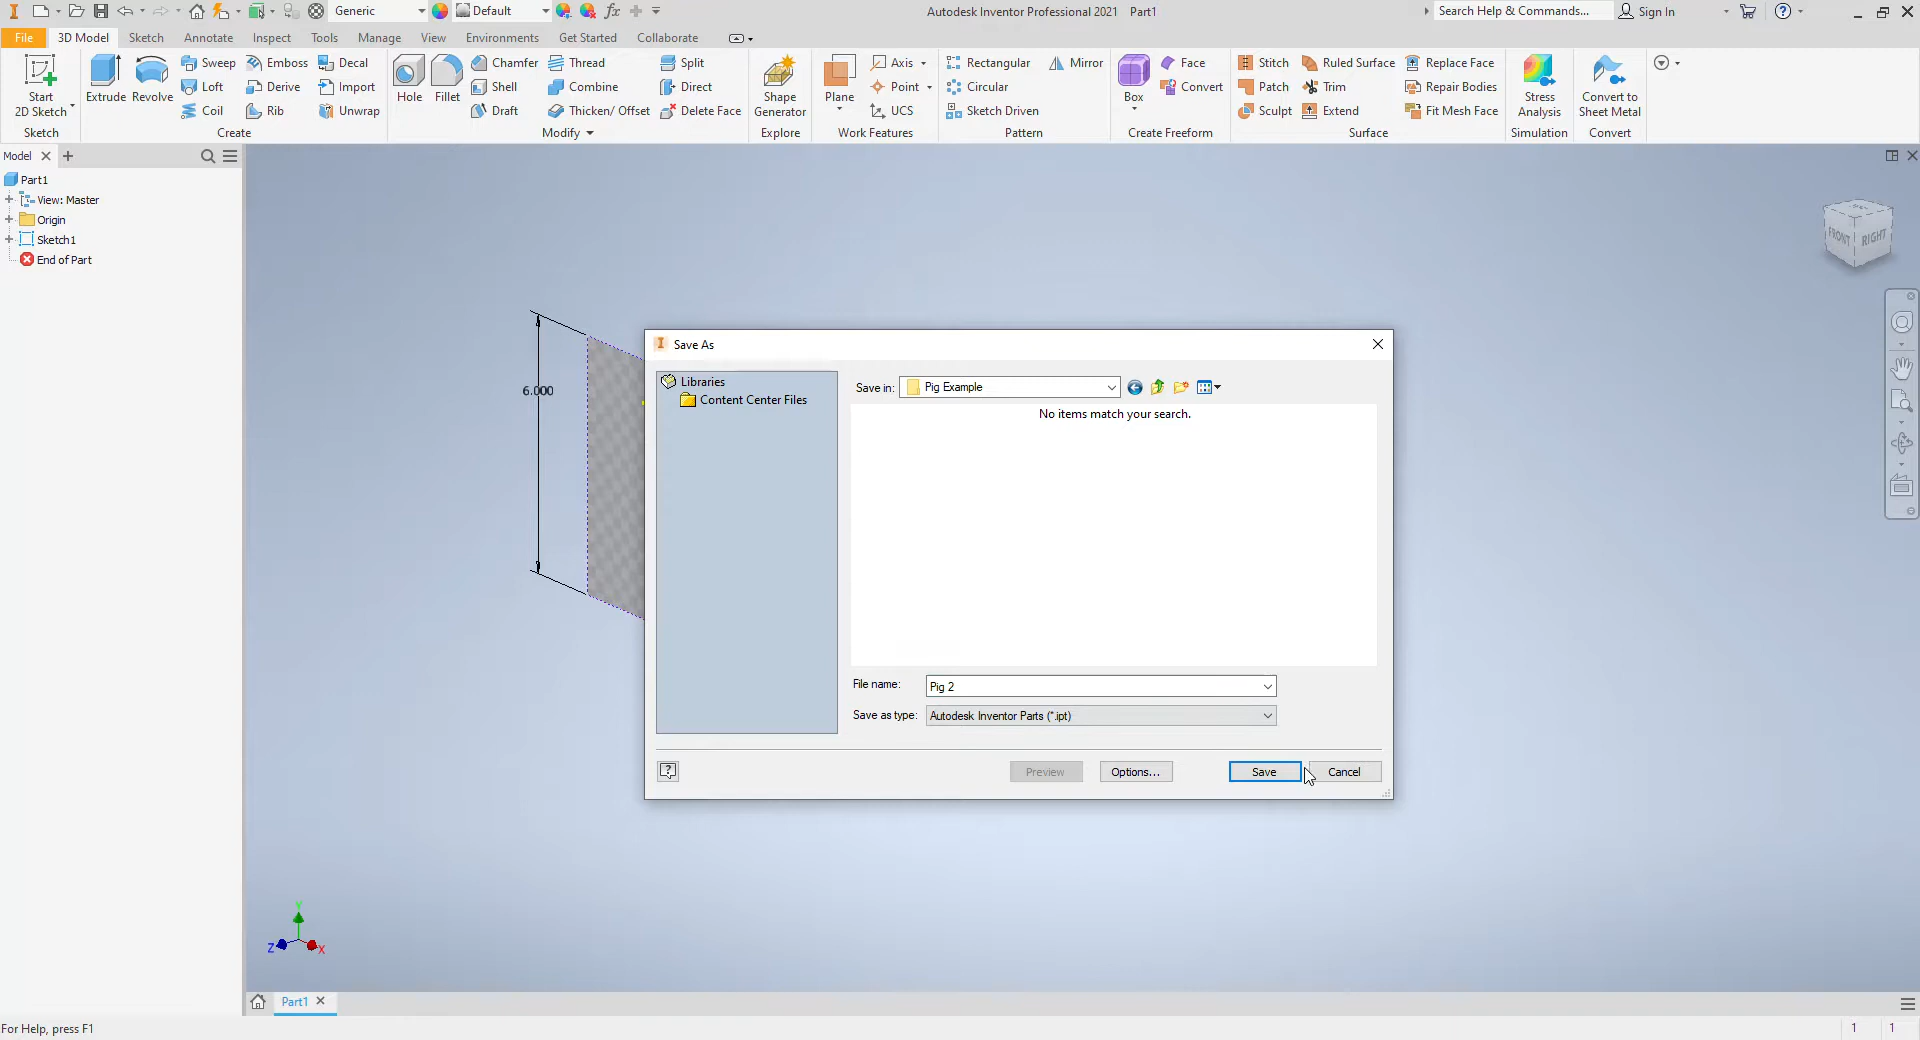 Generic
Default
Autodesk Inventor Professional 2021 Part1
Search Help & Commands...
Sign In
File
3D Model
Sketch
Annotate
Inspect
Tools
Manage
View
Environments
Get Started
Collaborate
Start
2D Sketch
Sketch
Extrude
Revolve
Sweep
Loft
Coil
Emboss
Derive
Rib
Decal
Import
Unwrap
Create
Hole
Fillet
Chamfer
Shell
Draft
Thread
Combine
Thicken/ Offset
Split
Direct
Delete Face
Modify
Shape
Generator
Explore
Plane
Axis
Point
UCS
Work Features
Rectangular
Circular
Sketch Driven
Mirror
Pattern
Box
Face
Convert
Create Freeform
Stitch
Patch
Sculpt
Ruled Surface
Trim
Extend
Replace Face
Repair Bodies
Fit Mesh Face
Surface
Stress
Analysis
Simulation
Convert to
Sheet Metal
Convert
Model
Part1
View: Master
Origin
Sketch1
End of Part
6.000
FRONT
RIGHT
Save As
Libraries
Content Center Files
Save in:
Pig Example
No items match your search.
File name:
Pig 2
Save as type:
Autodesk Inventor Parts (*.ipt)
Preview
Options...
Save
Cancel
Y
Z
X
Part1
For Help, press F1
1
1